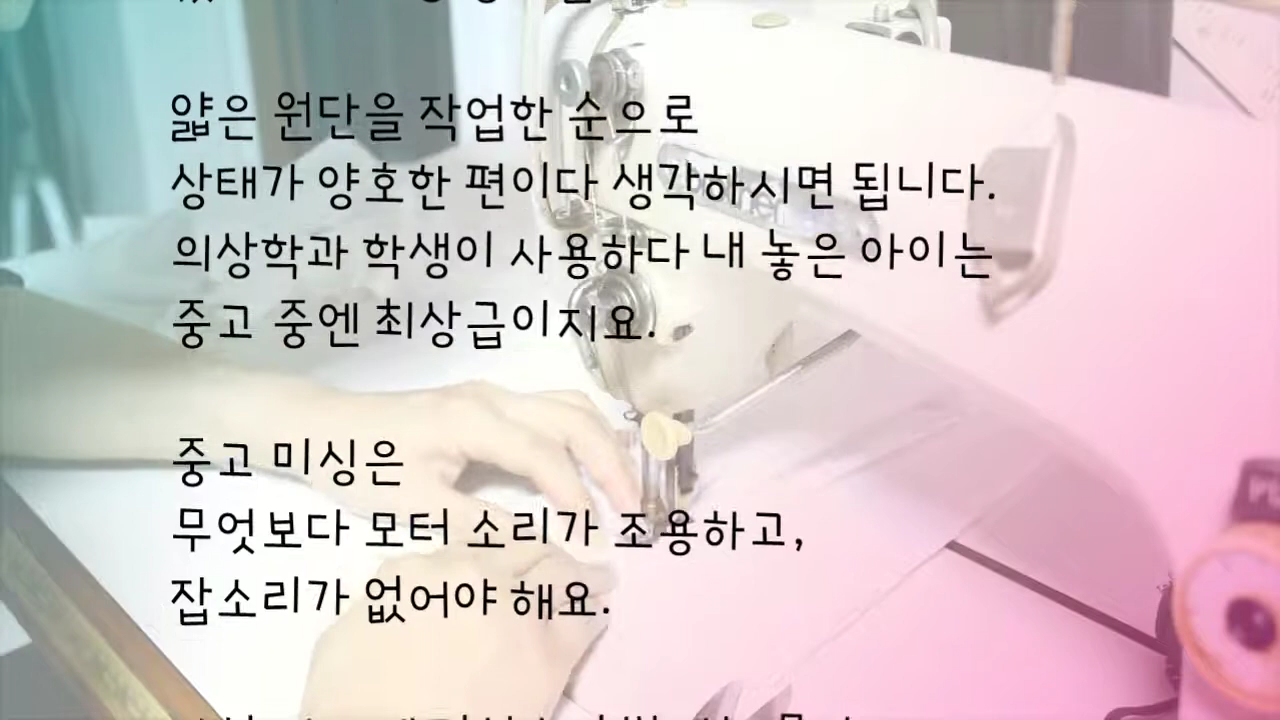 얇은 원단을 작업한 순으로
상태가 양호한 편이다 생각하시면 됩니다.
의상학과 학생이 사용하다 내 놓은 아이는
중고 중엔 최상급이지요.
중고 미싱은
무엇보다 모터 소리가 조용하고,
잡소리가 없어야 해요.